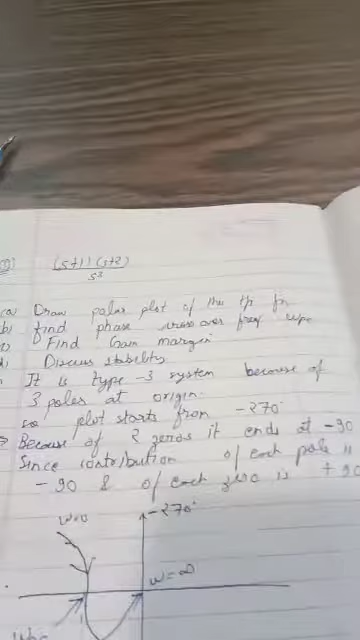 (s+1)(s+2)
s³
(a) Draw polar plot of the
b) find phase cross over freq wpc
Find Gain margin
Discuss stability
It is type -3 system because of
3 poles at origin.
so plot starts from -270°
Because of 2 zeros it ends at -90
Since contribution of each pole is
-90 & of each zero is +90
-270°
w=0
w=∞